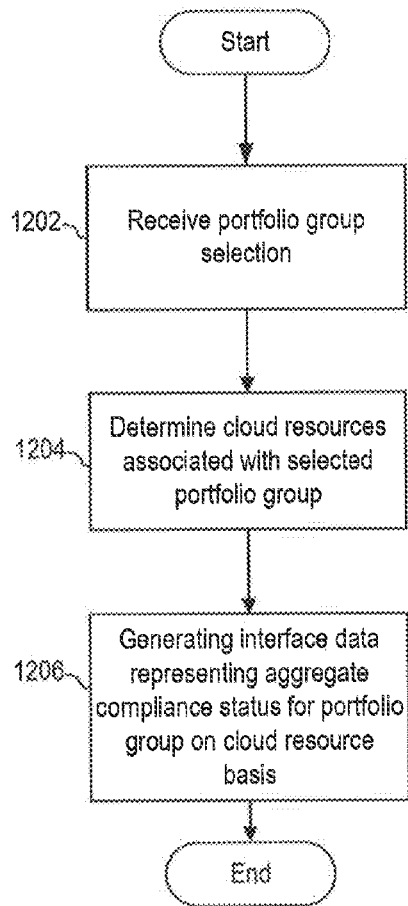 Start
1202
Receive portfolio group
selection
1204
Determine cloud resources
associated with selected
portfolio group
1206
Generating interface data
representing aggregate
compliance status for portfolio
group on cloud resource
basis
End